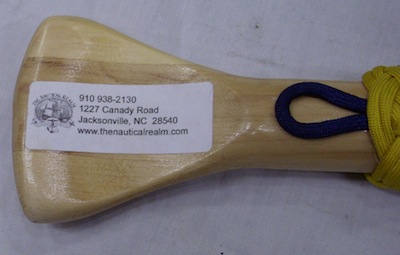 910 938-2130
1227 Canady Road
Jacksonville, NC 28540
www.thenauticalrealm.com